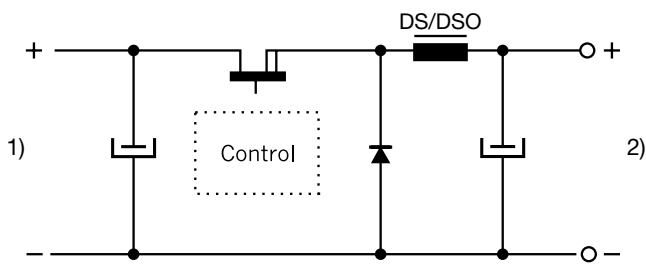 DS/DSO
+ +
1) Control 2)
− −